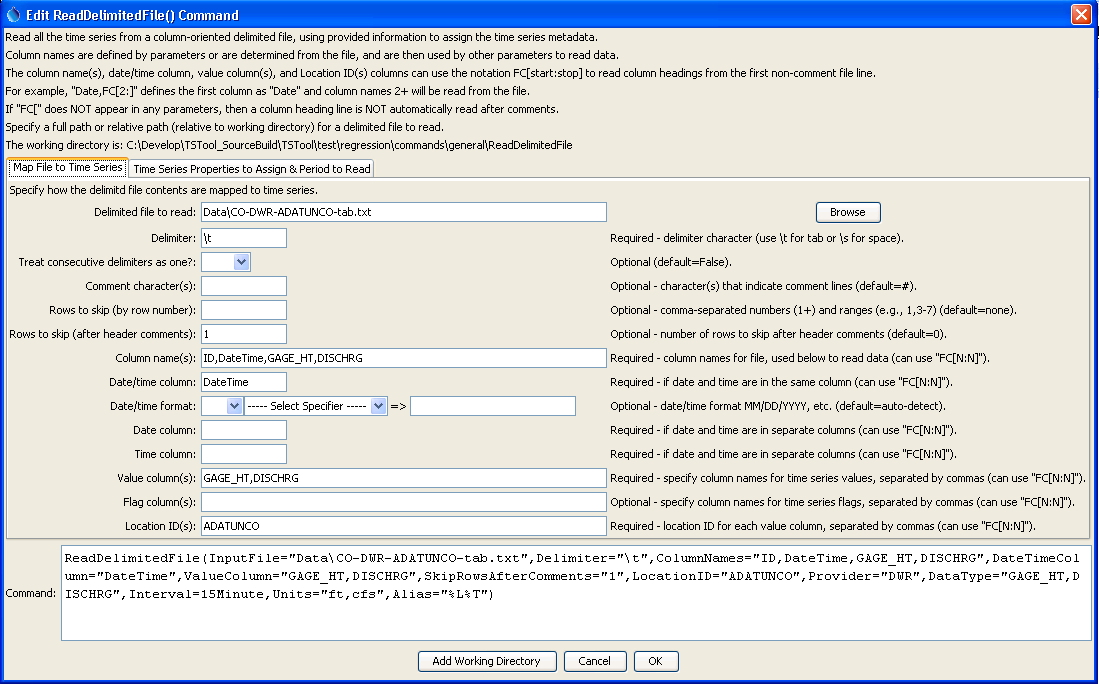 Edit ReadDelimitedFile() Command
Read all the time series from a column-oriented delimited file, using provided information to assign the time series metadata.
Column names are defined by parameters or are determined from the file, and are then used by other parameters to read data.
The column name(s), date/time column, value column(s), and Location ID(s) columns can use the notation FC[start:stop] to read column headings from the first non-comment file line.
For example, "Date,FC[2:]" defines the first column as "Date" and column names 2+ will be read from the file.
If "FC[" does NOT appear in any parameters, then a column heading line is NOT automatically read after comments.
Specify a full path or relative path (relative to working directory) for a delimited file to read.
The working directory is: C:\Develop\TSTool_SourceBuild\TSTool\test\regression\commands\general\ReadDelimitedFile
Map File to Time Series Time Series Properties to Assign & Period to Read
Specify how the delimitd file contents are mapped to time series.
Delimited file to read: Data\CO-DWR-ADATUNCO-tab.txt Browse
Delimiter: \t Required - delimiter character (use \t for tab or \s for space).
Treat consecutive delimiters as one?: Optional (default=False).
Comment character(s): Optional - character(s) that indicate comment lines (default=#).
Rows to skip (by row number): Optional - comma-separated numbers (1+) and ranges (e.g., 1,3-7) (default=none).
Rows to skip (after header comments): 1 Optional - number of rows to skip after header comments (default=0).
Column name(s): ID,DateTime,GAGE_HT,DISCHRG Required - column names for file, used below to read data (can use "FC[N:N]").
Date/time column: DateTime Required - if date and time are in the same column (can use "FC[N:N]").
Date/time format: ----- Select Specifier ----- => Optional - date/time format MM/DD/YYYY, etc. (default=auto-detect).
Date column: Required - if date and time are in separate columns (can use "FC[N:N]").
Time column: Required - if date and time are in separate columns (can use "FC[N:N]").
Value column(s): GAGE_HT,DISCHRG Required - specify column names for time series values, separated by commas (can use "FC[N:N]").
Flag column(s): Optional - specify column names for time series flags, separated by commas (can use "FC[N:N]").
Location ID(s): ADATUNCO Required - location ID for each value column, separated by commas (can use "FC[N:N]").
ReadDelimitedFile(InputFile="Data\CO-DWR-ADATUNCO-tab.txt",Delimiter="\t",ColumnNames="ID,DateTime,GAGE_HT,DISCHRG",DateTimeCol
umn="DateTime",ValueColumn="GAGE_HT,DISCHRG",SkipRowsAfterComments="1",LocationID="ADATUNCO",Provider="DWR",DataType="GAGE_HT,D
Command: ISCHRG",Interval=15Minute,Units="ft,cfs",Alias="%L%T")
Add Working Directory Cancel OK